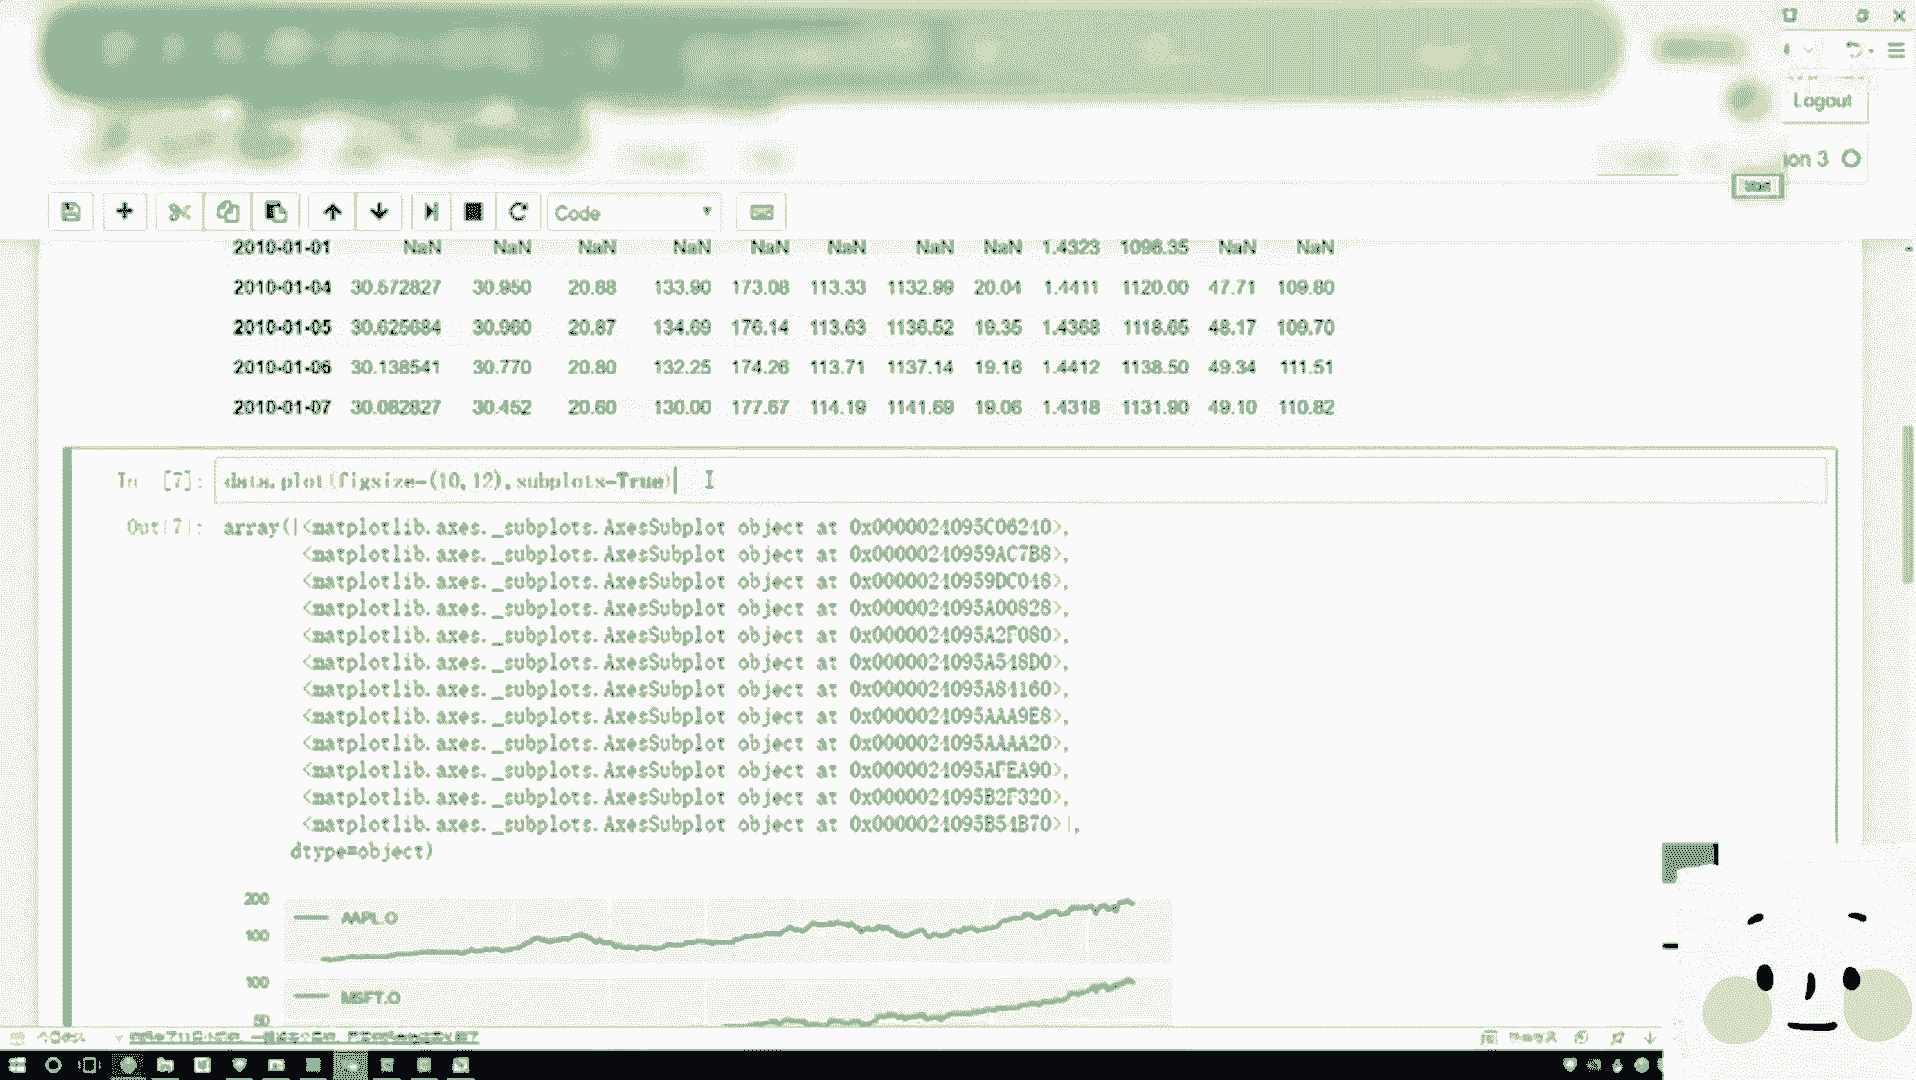 Logout
on 3
Code
2010-01-01 NaN NaN NaN NaN NaN NaN NaN NaN 1.4323 1096.35 NaN NaN
2010-01-04 30.572827 30.950 20.88 133.90 173.08 113.33 1132.99 20.04 1.4411 1120.00 47.71 109.80
2010-01-05 30.625684 30.960 20.87 134.69 176.14 113.63 1136.52 19.35 1.4368 1118.65 48.17 109.70
2010-01-06 30.138541 30.770 20.80 132.25 174.26 113.71 1137.14 19.16 1.4412 1138.50 49.34 111.51
2010-01-07 30.082827 30.452 20.60 130.00 177.67 114.19 1141.69 19.06 1.4318 1131.90 49.10 110.82
In [7]: data.plot(figsize=(10,12),subplots=True)
Out[7]: array([<matplotlib.axes._subplots.AxesSubplot object at 0x0000024095C06240>,
<matplotlib.axes._subplots.AxesSubplot object at 0x00000240959AC7B8>,
<matplotlib.axes._subplots.AxesSubplot object at 0x00000240959DC048>,
<matplotlib.axes._subplots.AxesSubplot object at 0x0000024095A00828>,
<matplotlib.axes._subplots.AxesSubplot object at 0x0000024095A2F080>,
<matplotlib.axes._subplots.AxesSubplot object at 0x0000024095A548D0>,
<matplotlib.axes._subplots.AxesSubplot object at 0x0000024095A84160>,
<matplotlib.axes._subplots.AxesSubplot object at 0x0000024095AAA9E8>,
<matplotlib.axes._subplots.AxesSubplot object at 0x0000024095AAAA20>,
<matplotlib.axes._subplots.AxesSubplot object at 0x0000024095AFEA90>,
<matplotlib.axes._subplots.AxesSubplot object at 0x0000024095B2F320>,
<matplotlib.axes._subplots.AxesSubplot object at 0x0000024095B54B70>],
dtype=object)
200
AAPL.O
100
100
MSFT.O
50